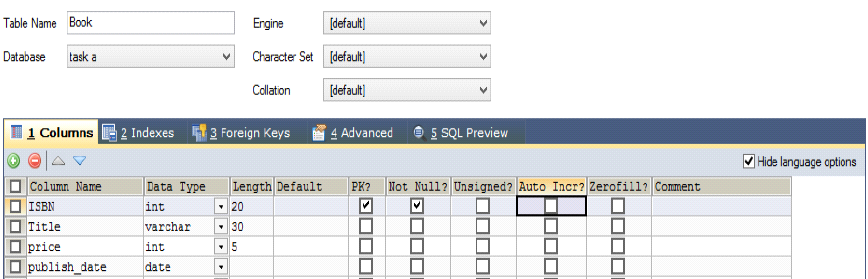 Table Name Book Engine [default]
Database task a Character Set [default]
Collation [default]
1 Columns 2 Indexes 3 Foreign Keys 4 Advanced 5 SQL Preview
Hide language options
Column Name Data Type Length Default PK? Not Null? Unsigned? Auto Incr? Zerofill? Comment
ISBN int 20
Title varchar 30
price int 5
publish_date date